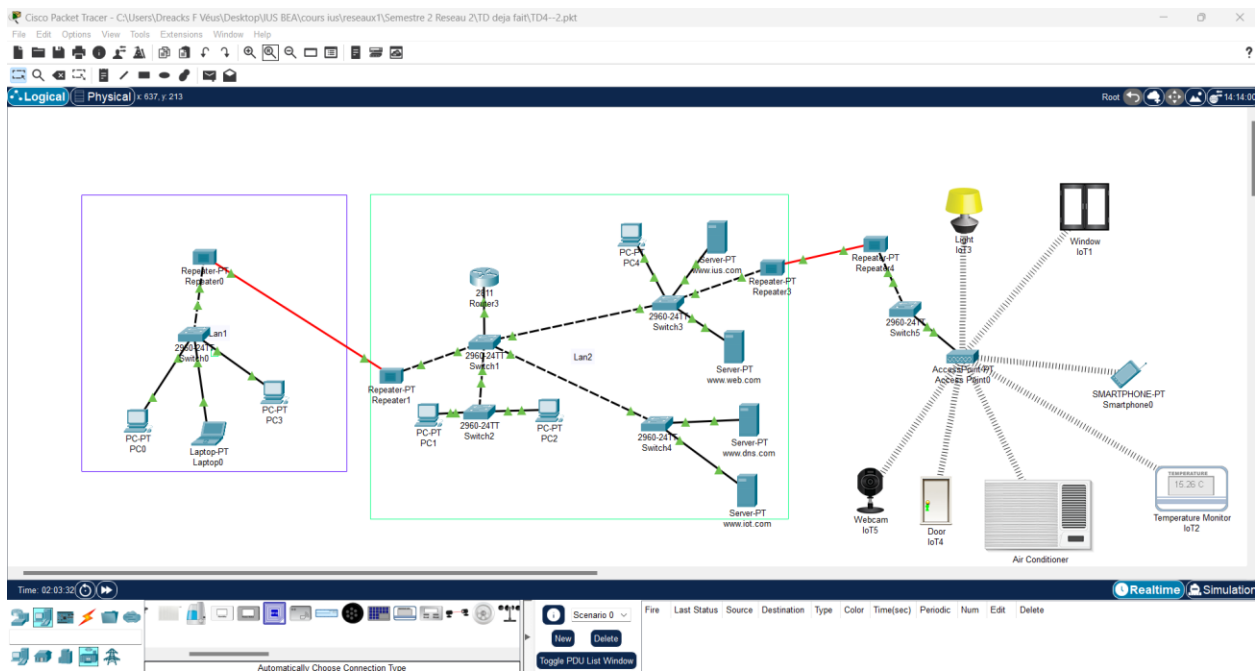 Cisco Packet Tracer - C:\Users\Dreacks F Véus\Desktop\IUS BEA\cours ius\reseaux1\Semestre 2 Reseau 2\TD deja fait\TD4--2.pkt
File Edit Options View Tools Extensions Window Help
Logical Physical x: 637, y: 213
Root 14:14:00
Light
IoT3
Window
IoT1
PC-PT
PC4
Server-PT
www.ius.com
Repeater-PT
Repeater4
Repeater-PT
Repeater0
Repeater-PT
Repeater3
2811
Router3
2960-24TT
Switch3
2960-24TT
Switch5
Lan1
2960-24TT
Switch0
2960-24TT
Switch1
Lan2
Server-PT
www.web.com
AccessPoint-PT
Access Point0
Repeater-PT
Repeater1
SMARTPHONE-PT
Smartphone0
PC-PT
PC3
PC-PT
PC0
Laptop-PT
Laptop0
PC-PT
PC1
2960-24TT
Switch2
PC-PT
PC2
2960-24TT
Switch4
Server-PT
www.dns.com
TEMPERATURE
15.26 C
Temperature Monitor
IoT2
Server-PT
www.iot.com
Webcam
IoT5
Door
IoT4
Air Conditioner
Time: 02:03:32
Realtime Simulation
Scenario 0
New Delete
Toggle PDU List Window
Fire Last Status Source Destination Type Color Time(sec) Periodic Num Edit Delete
Automatically Choose Connection Type